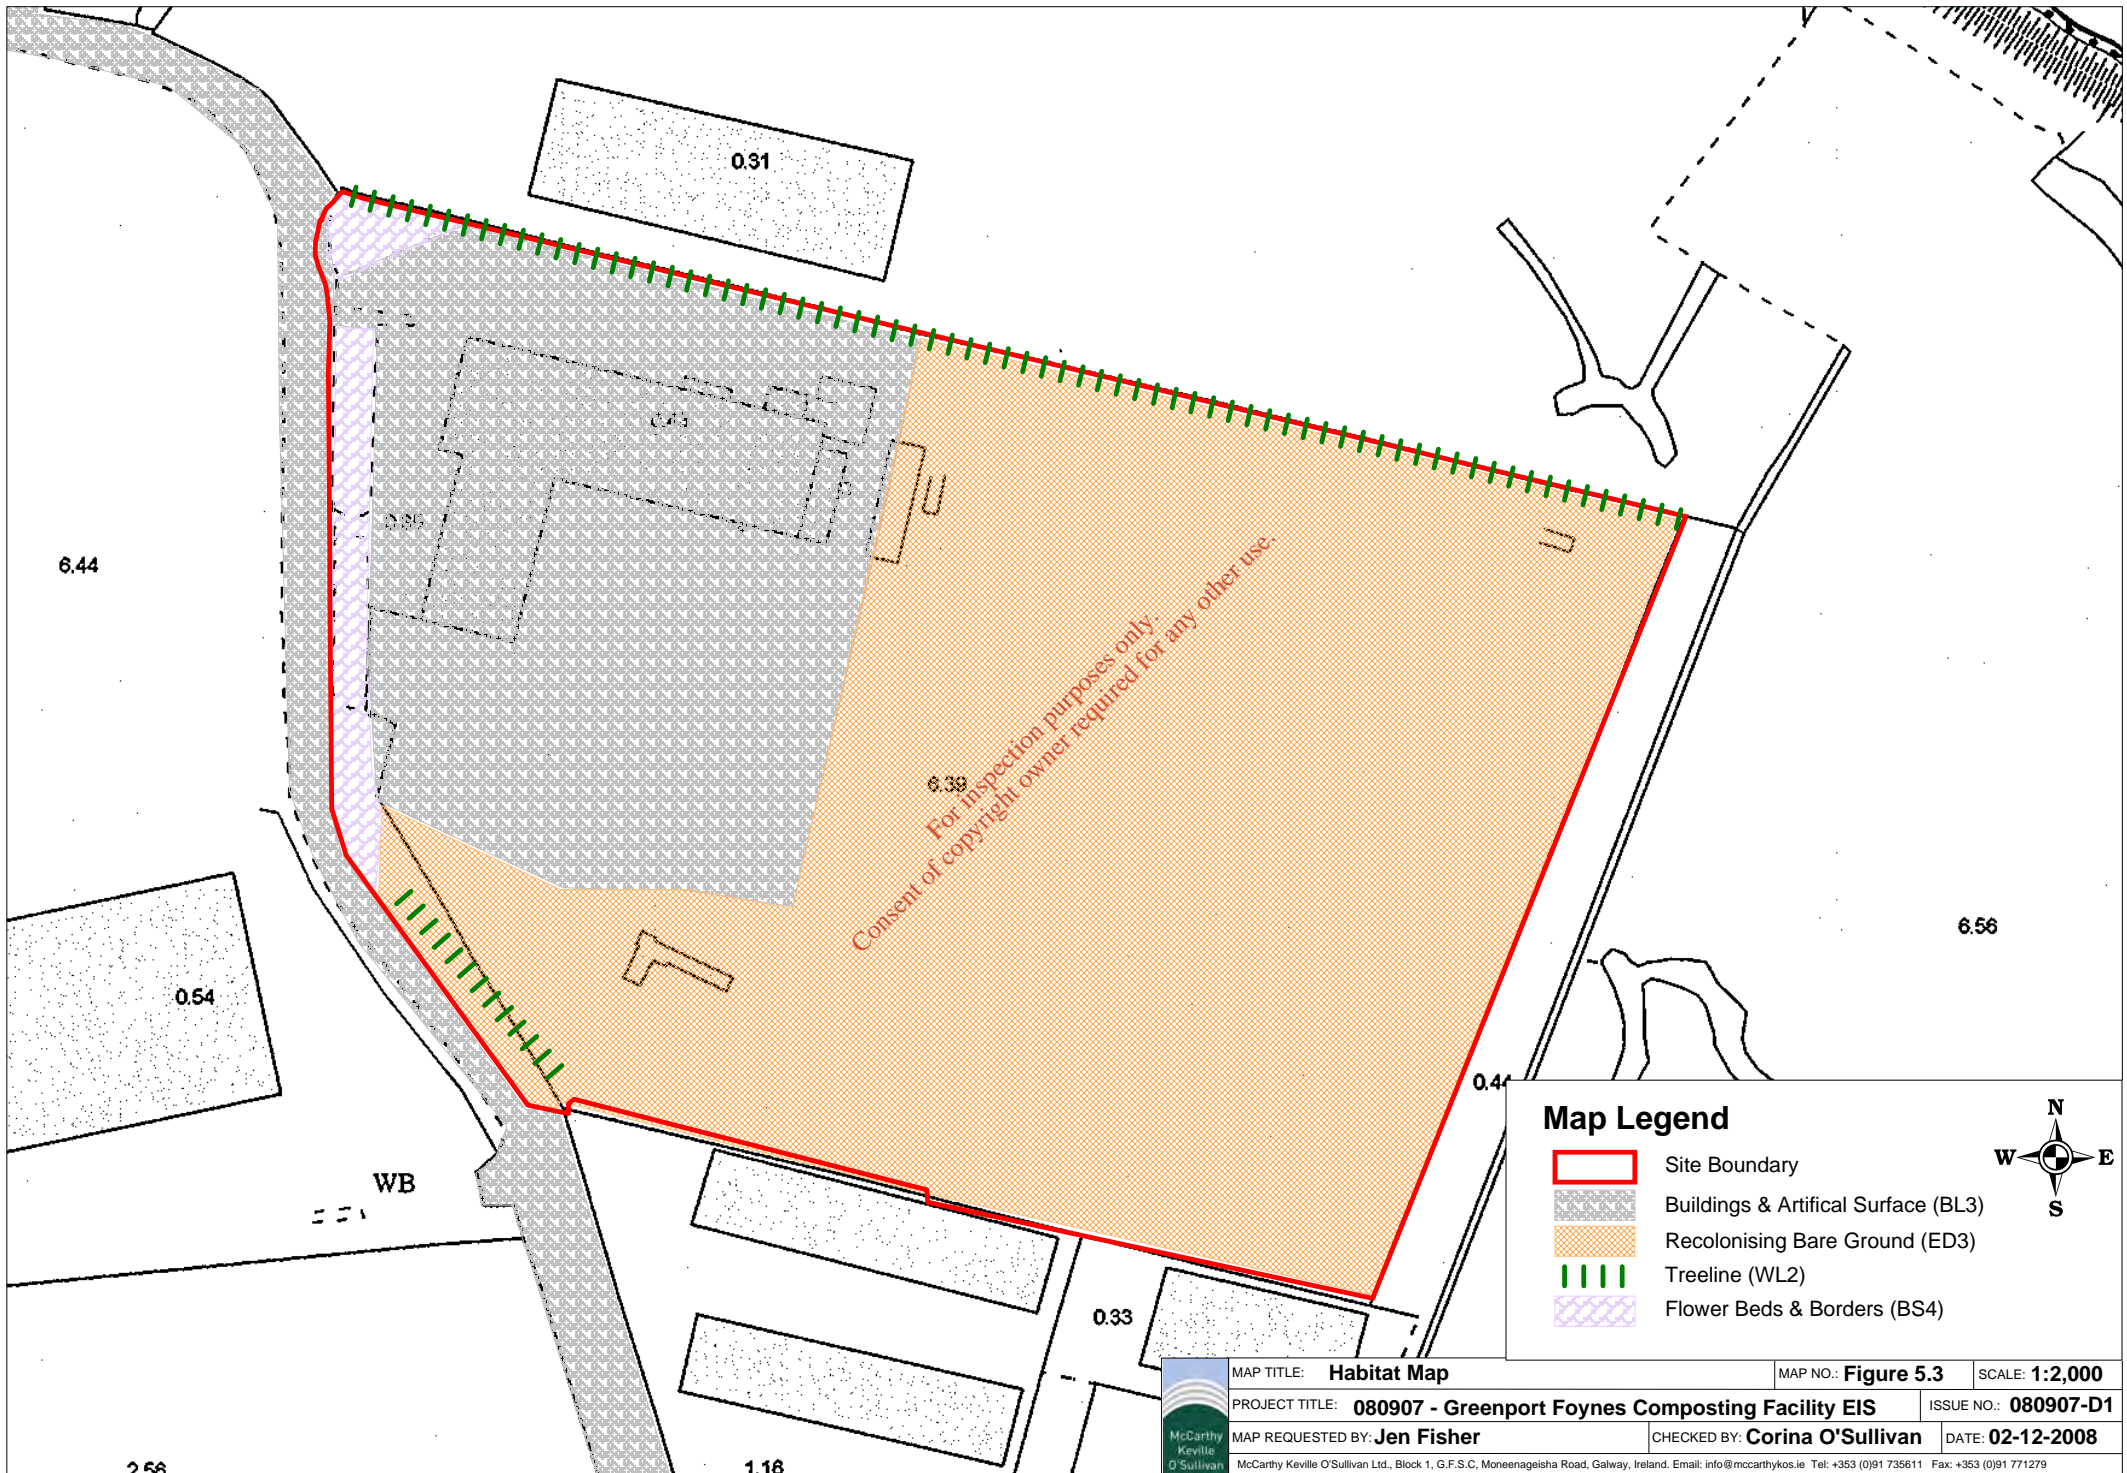 0.31
6.44
0.54
WB
2.56
1.16
0.33
0.44
6.56
6.39
For inspection purposes only.
Consent of copyright owner required for any other use.
Map Legend
N
W E
S
Site Boundary
Buildings & Artifical Surface (BL3)
Recolonising Bare Ground (ED3)
Treeline (WL2)
Flower Beds & Borders (BS4)
McCarthy
Keville
O'Sullivan
MAP TITLE: Habitat Map
MAP NO.: Figure 5.3
SCALE: 1:2,000
PROJECT TITLE: 080907 - Greenport Foynes Composting Facility EIS
ISSUE NO.: 080907-D1
MAP REQUESTED BY: Jen Fisher
CHECKED BY: Corina O'Sullivan
DATE: 02-12-2008
McCarthy Keville O'Sullivan Ltd., Block 1, G.F.S.C, Moneenageisha Road, Galway, Ireland. Email: info@mccarthykos.ie Tel: +353 (0)91 735611 Fax: +353 (0)91 771279